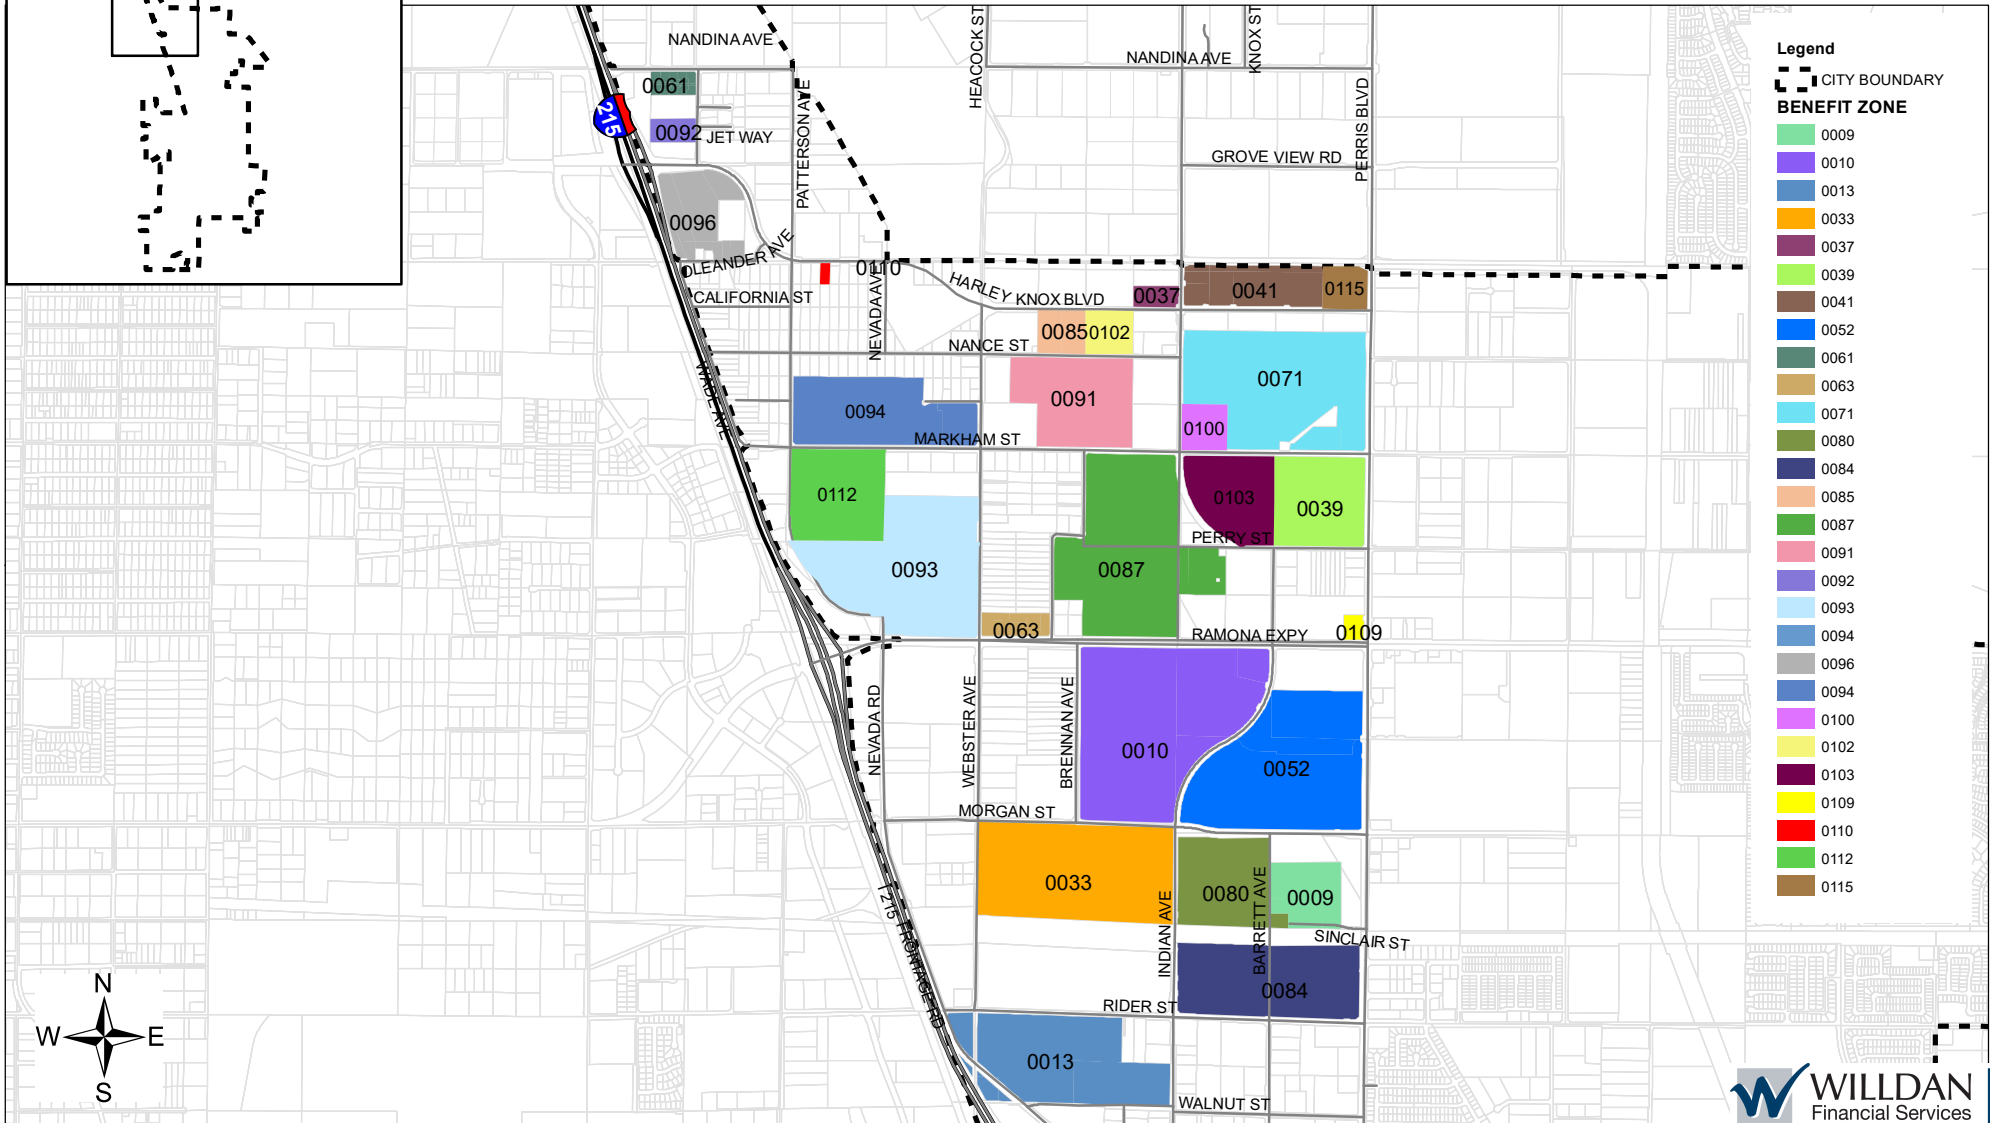 NANDINA AVE
HEACOCK ST
KNOX ST
NANDINA AVE
0061
215
0092
JET WAY
PATTERSON AVE
GROVE VIEW RD
PERRIS BLVD
0096
OLEANDER AVE
0110
CALIFORNIA ST
NEVADA AVE
HARLEY KNOX BLVD
0037
0041
0115
0085
0102
NANCE ST
WADE AVE
0071
0091
0094
0100
MARKHAM ST
0112
0103
0039
PERRY ST
0093
0087
0063
RAMONA EXPY
0109
NEVADA RD
WEBSTER AVE
BRENNAN AVE
0010
0052
MORGAN ST
0033
0080
0009
I 215 FRONTAGE RD
INDIAN AVE
BARRETT AVE
SINCLAIR ST
0084
RIDER ST
0013
WALNUT ST
N
W
E
S
Legend
CITY BOUNDARY
BENEFIT ZONE
0009
0010
0013
0033
0037
0039
0041
0052
0061
0063
0071
0080
0084
0085
0087
0091
0092
0093
0094
0096
0094
0100
0102
0103
0109
0110
0112
0115
WILLDAN
Financial Services